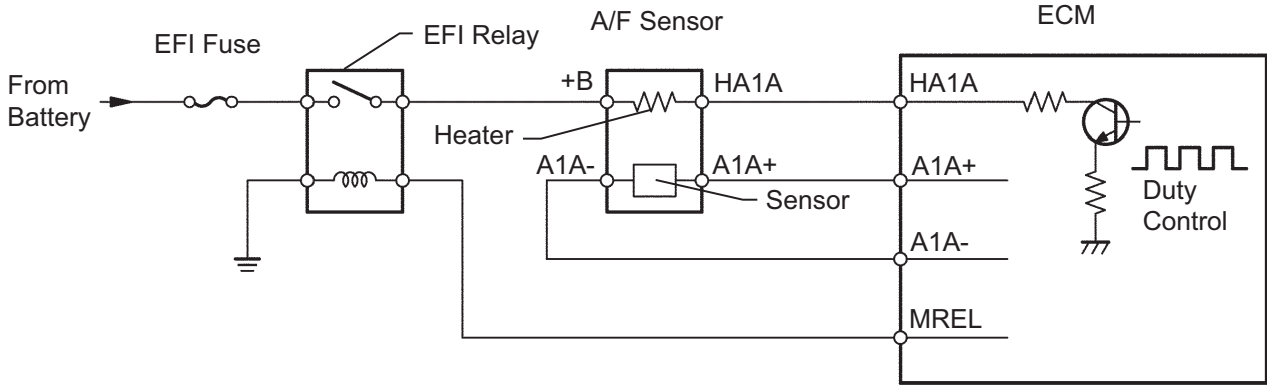 ECM
A/F Sensor
EFI Relay
EFI Fuse
From
Battery
+B
HA1A
HA1A
Heater
A1A-
A1A+
A1A+
Sensor
Duty
Control
A1A-
MREL